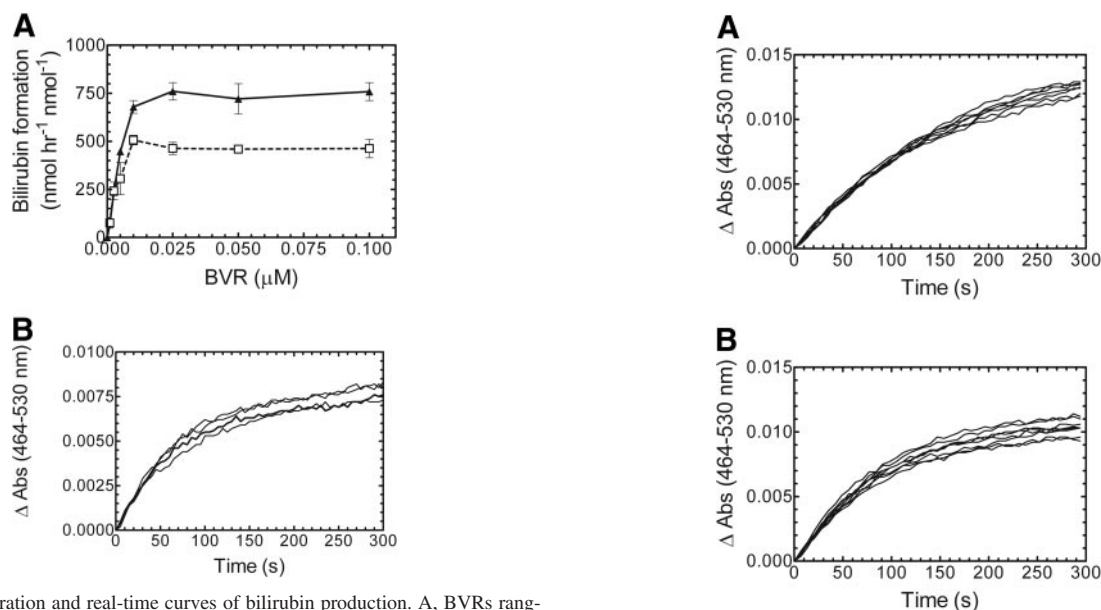 A
Bilirubin formation
(nmol hr⁻¹ nmol⁻¹)
1000
750
500
250
0
0.000 0.025 0.050 0.075 0.100
BVR (μM)
B
Δ Abs (464-530 nm)
0.0100
0.0075
0.0050
0.0025
0.0000
0 50 100 150 200 250 300
Time (s)
ration and real-time curves of bilirubin production. A, BVRs rang-
A
Δ Abs (464-530 nm)
0.015
0.010
0.005
0.000
0 50 100 150 200 250 300
Time (s)
B
Δ Abs (464-530 nm)
0.015
0.010
0.005
0.000
0 50 100 150 200 250 300
Time (s)